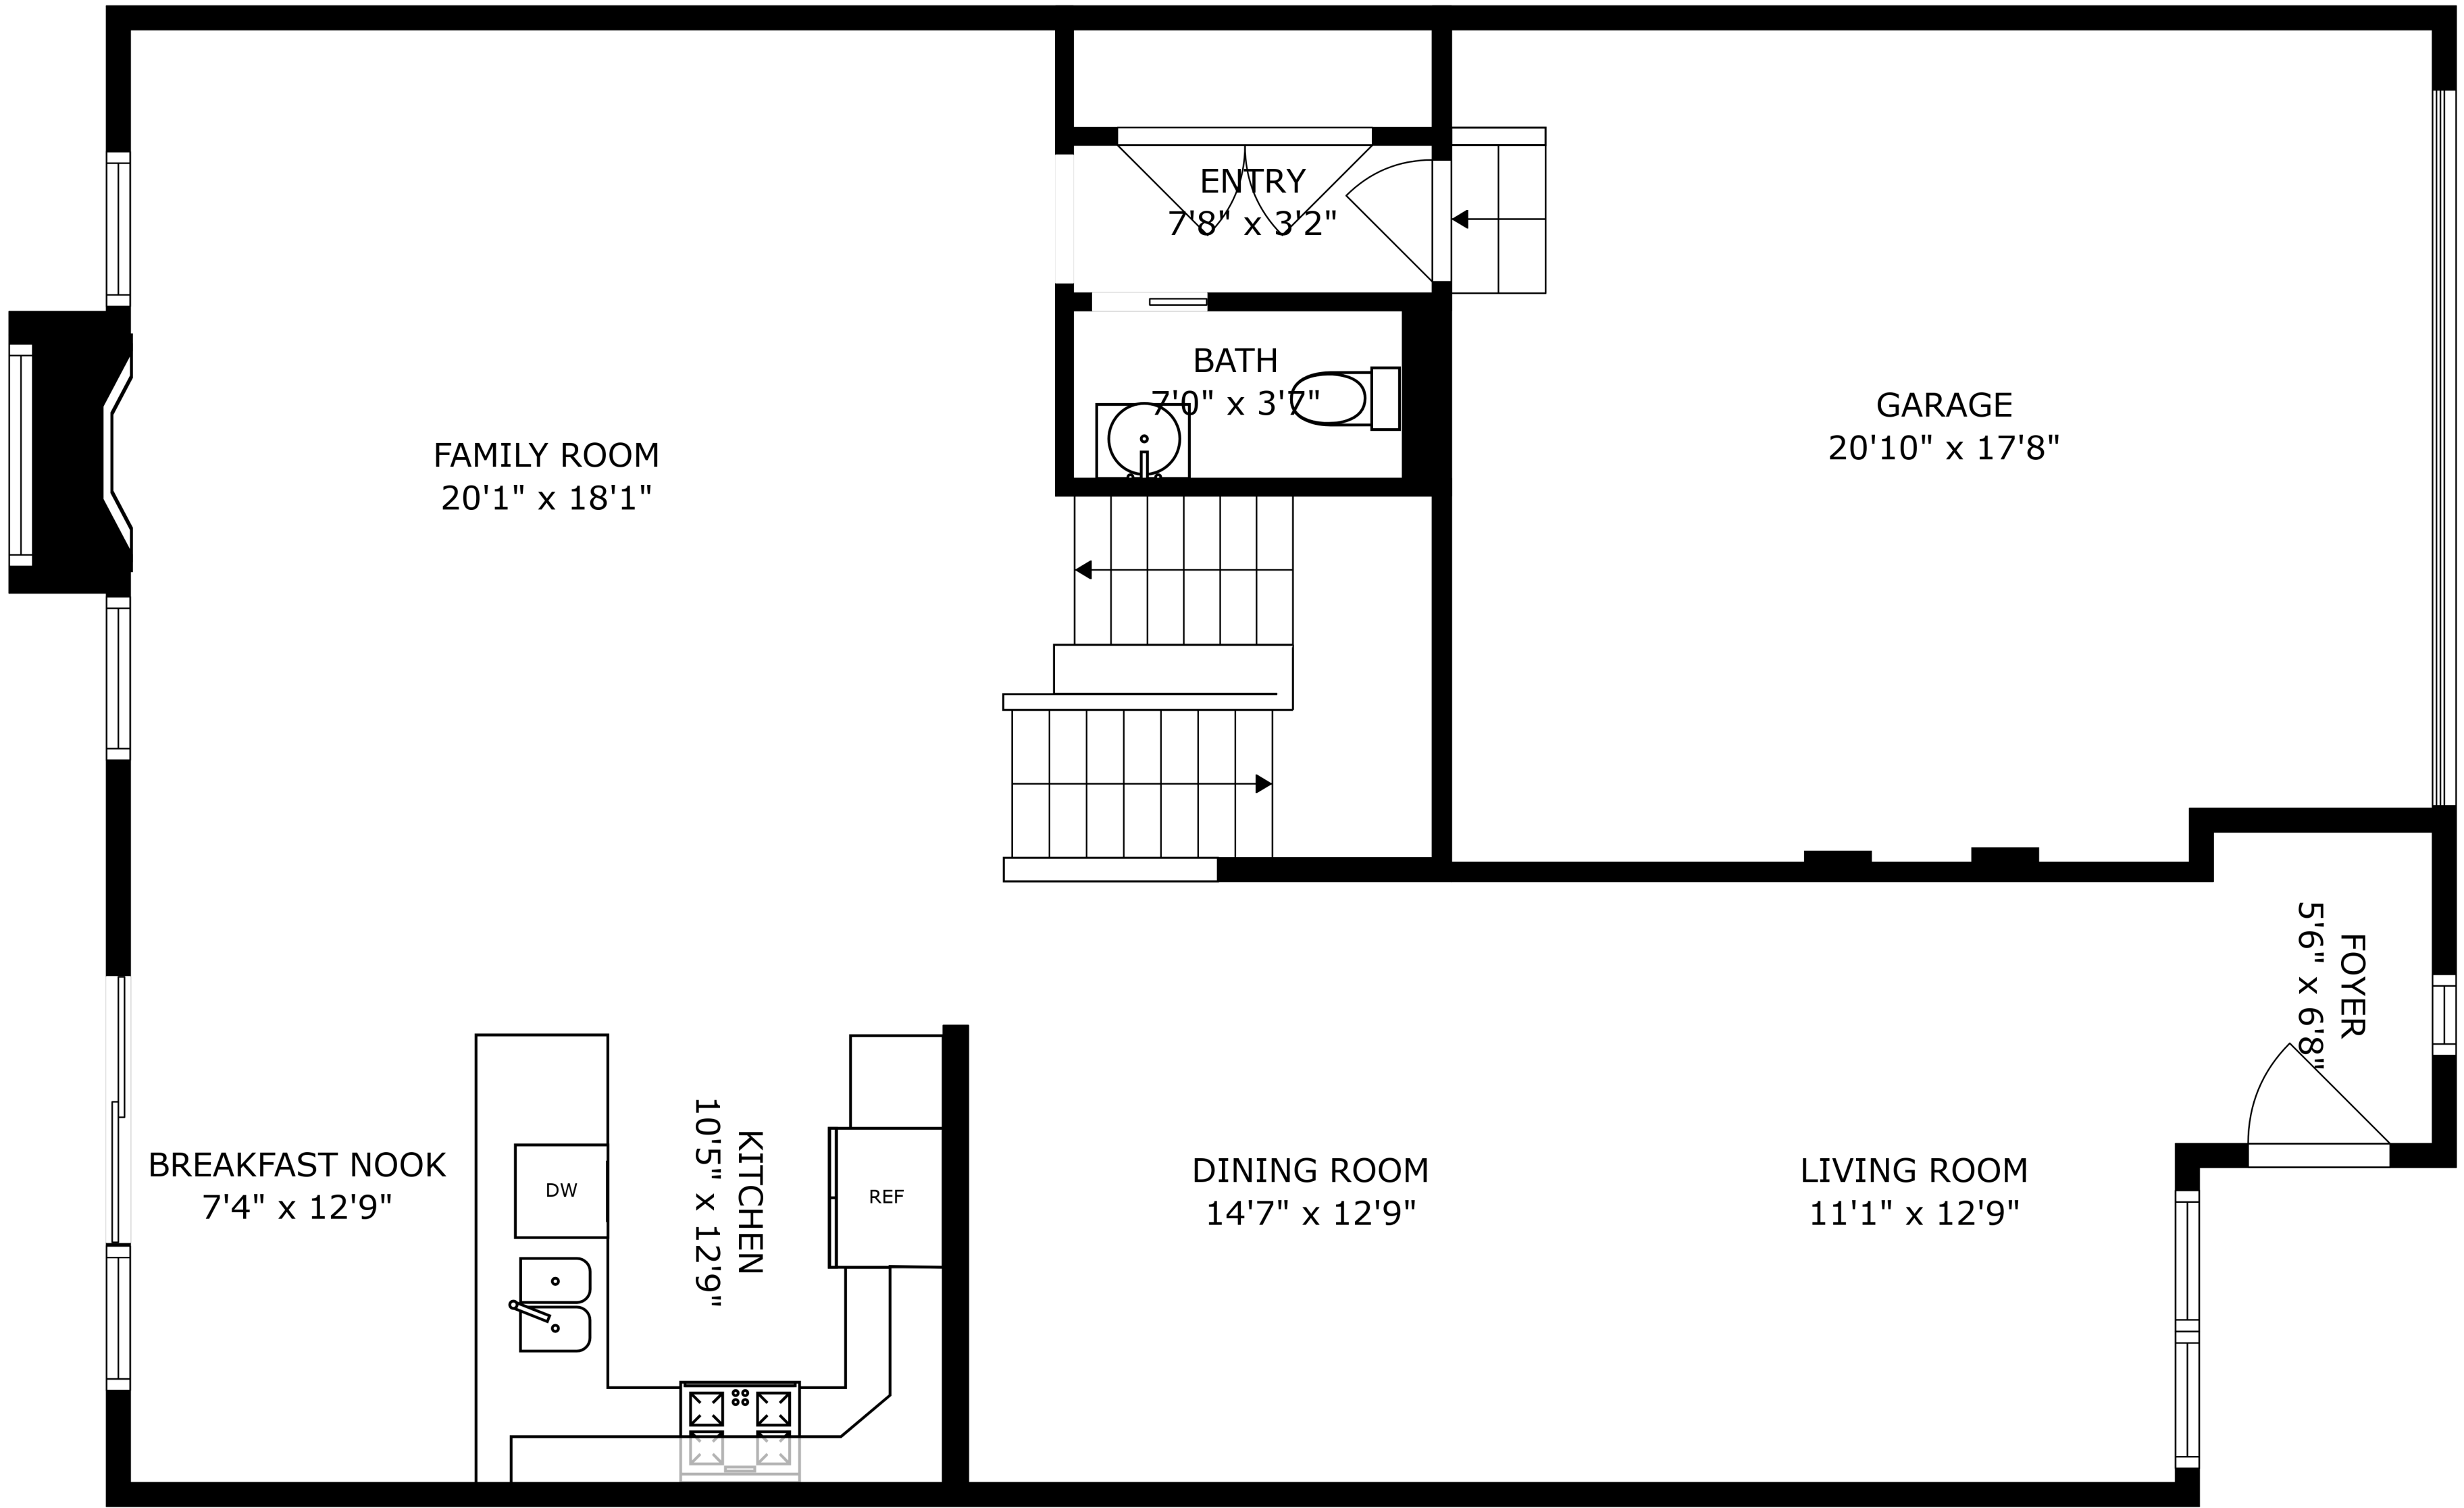 ENTRY
7'8" x 3'2"
BATH
7'0" x 3'7"
GARAGE
20'10" x 17'8"
FAMILY ROOM
20'1" x 18'1"
FOYER
5'6" x 6'8"
BREAKFAST NOOK
7'4" x 12'9"
DW
KITCHEN
10'5" x 12'9"
REF
DINING ROOM
14'7" x 12'9"
LIVING ROOM
11'1" x 12'9"